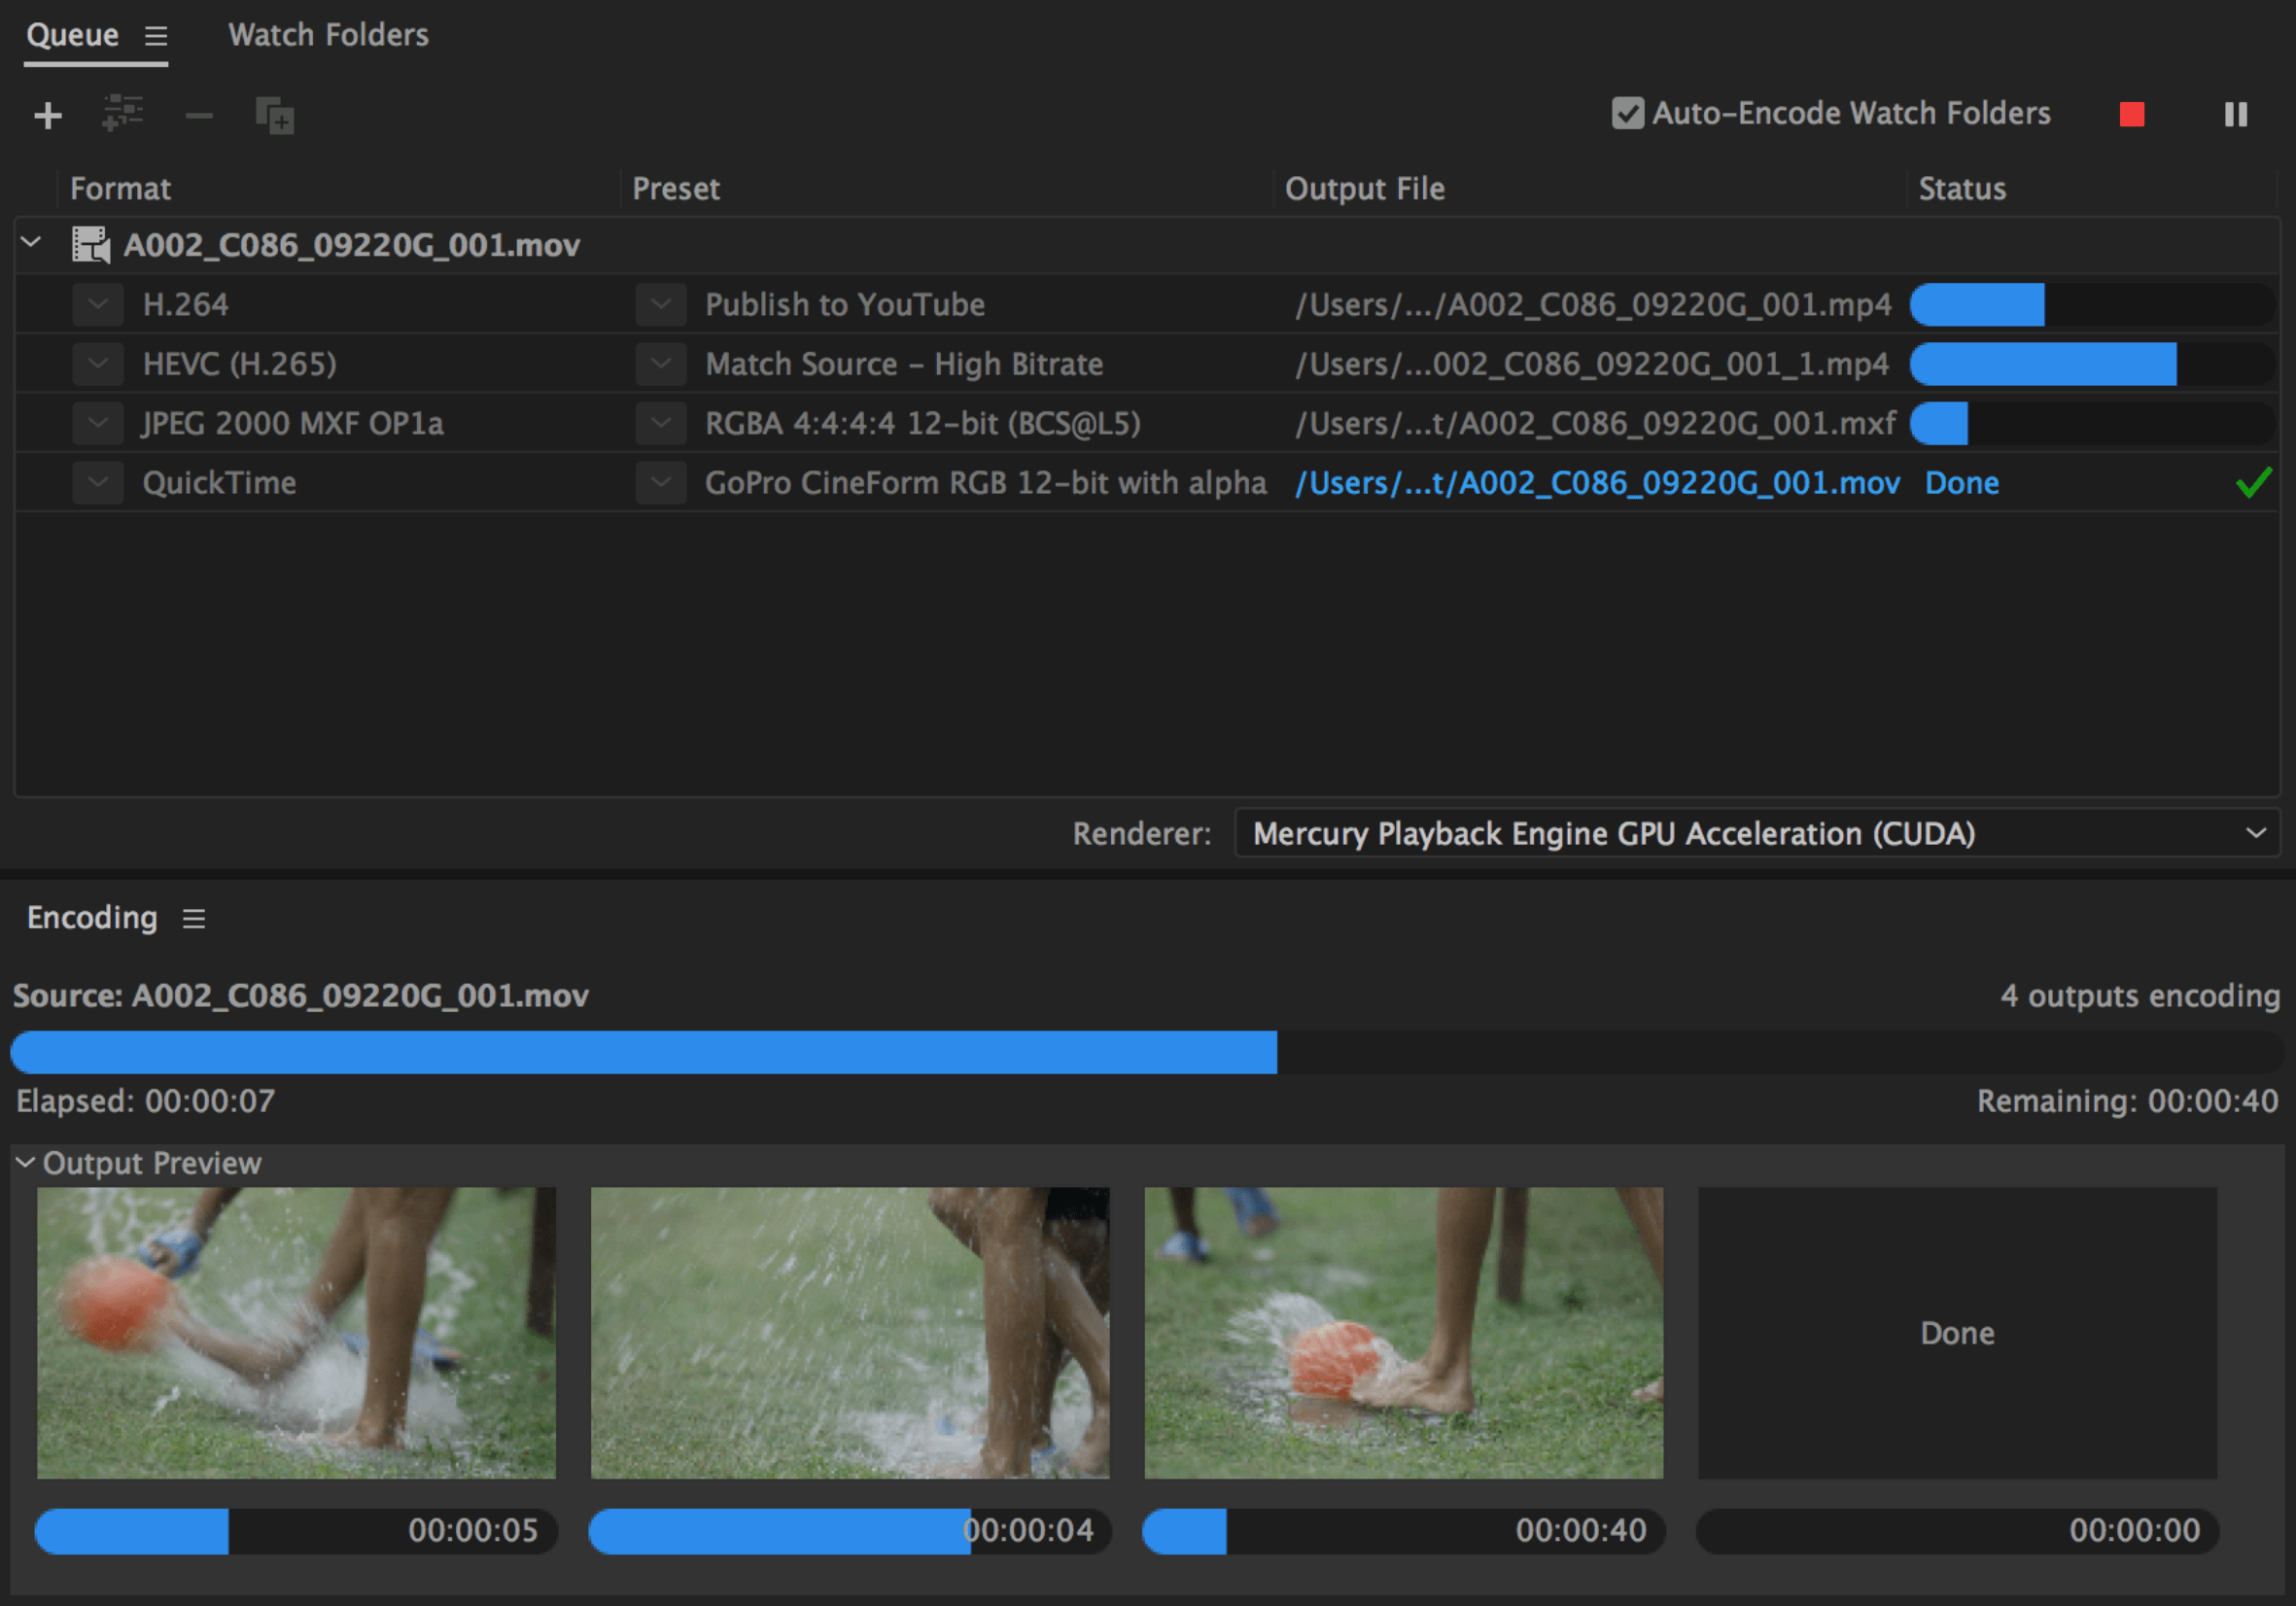 Queue
Watch Folders
Auto-Encode Watch Folders
Format Preset Output File Status
A002_C086_09220G_001.mov
H.264 Publish to YouTube /Users/.../A002_C086_09220G_001.mp4
HEVC (H.265) Match Source - High Bitrate /Users/...002_C086_09220G_001_1.mp4
JPEG 2000 MXF OP1a RGBA 4:4:4:4 12-bit (BCS@L5) /Users/...t/A002_C086_09220G_001.mxf
QuickTime GoPro CineForm RGB 12-bit with alpha /Users/...t/A002_C086_09220G_001.mov Done
Renderer: Mercury Playback Engine GPU Acceleration (CUDA)
Encoding
Source: A002_C086_09220G_001.mov 4 outputs encoding
Elapsed: 00:00:07 Remaining: 00:00:40
Output Preview
Done
00:00:05 00:00:04 00:00:40 00:00:00